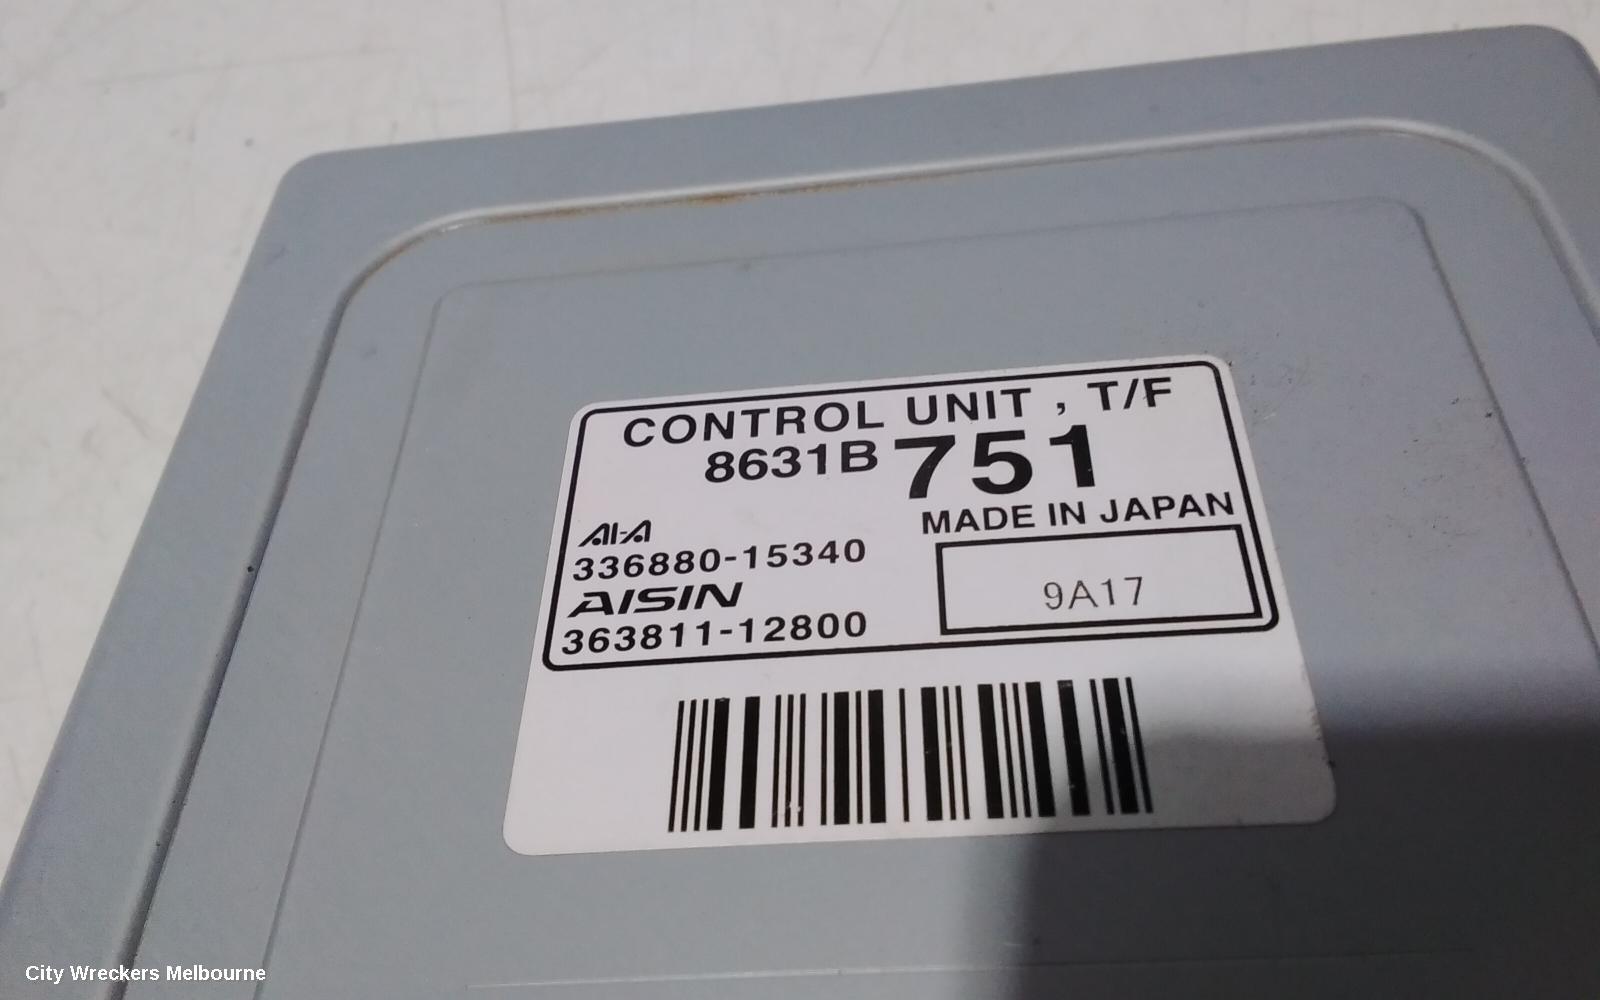 CONTROL UNIT , T/F
8631B 751
MADE IN JAPAN
AI-A
336880-15340
AISIN
363811-12800
9A17
City Wreckers Melbourne